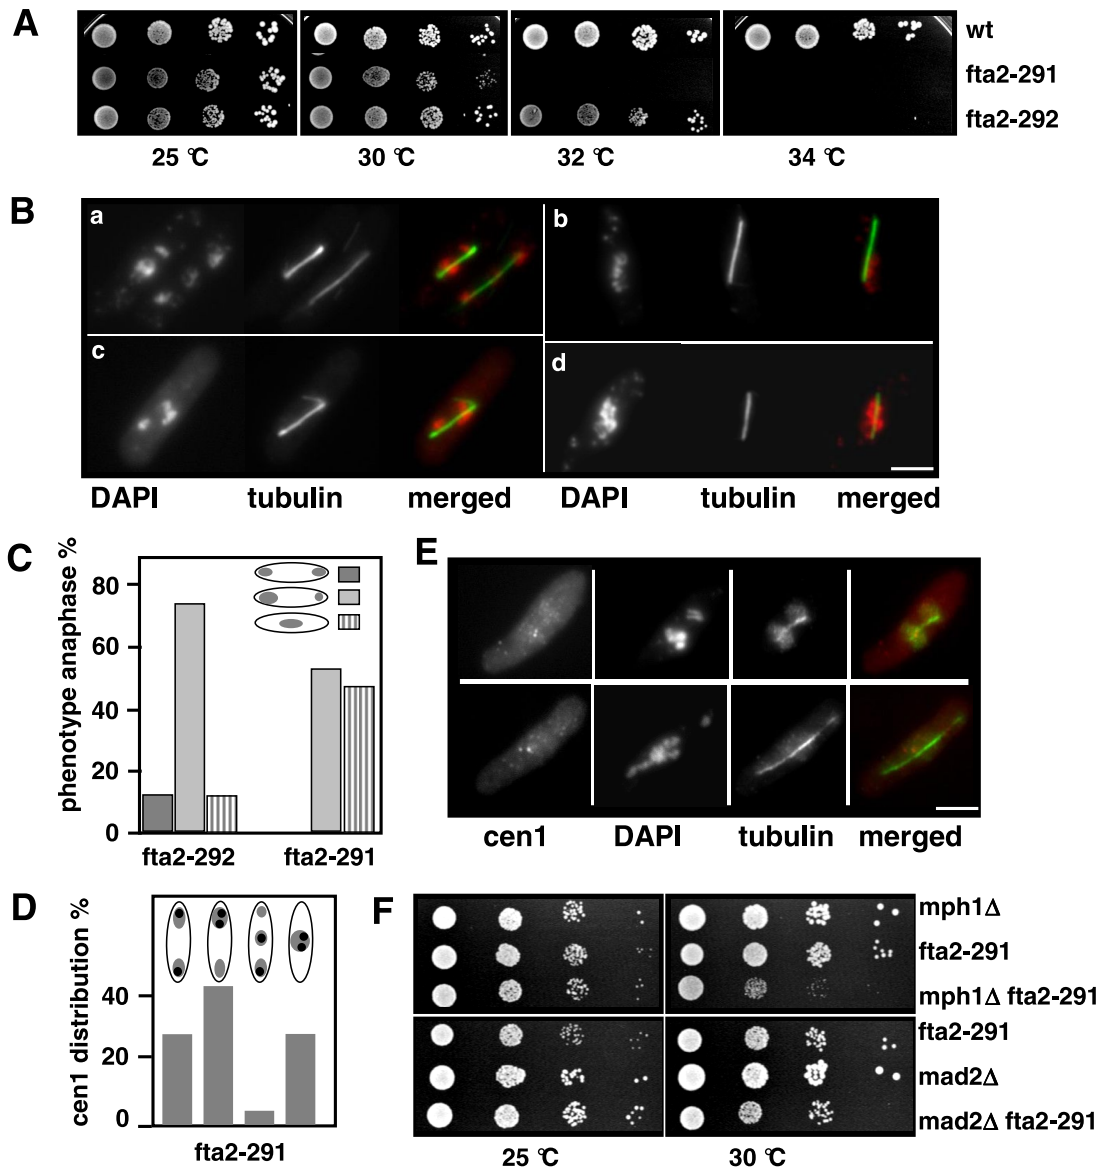 A
wt
fta2-291
fta2-292
25 °C 30 °C 32 °C 34 °C
B
a b
c d
DAPI tubulin merged DAPI tubulin merged
C
phenotype anaphase %
80
60
40
20
0
fta2-292 fta2-291
E
cen1 DAPI tubulin merged
D
cen1 distribution %
40
20
0
fta2-291
F
mph1Δ
fta2-291
mph1Δ fta2-291
fta2-291
mad2Δ
mad2Δ fta2-291
25 °C 30 °C